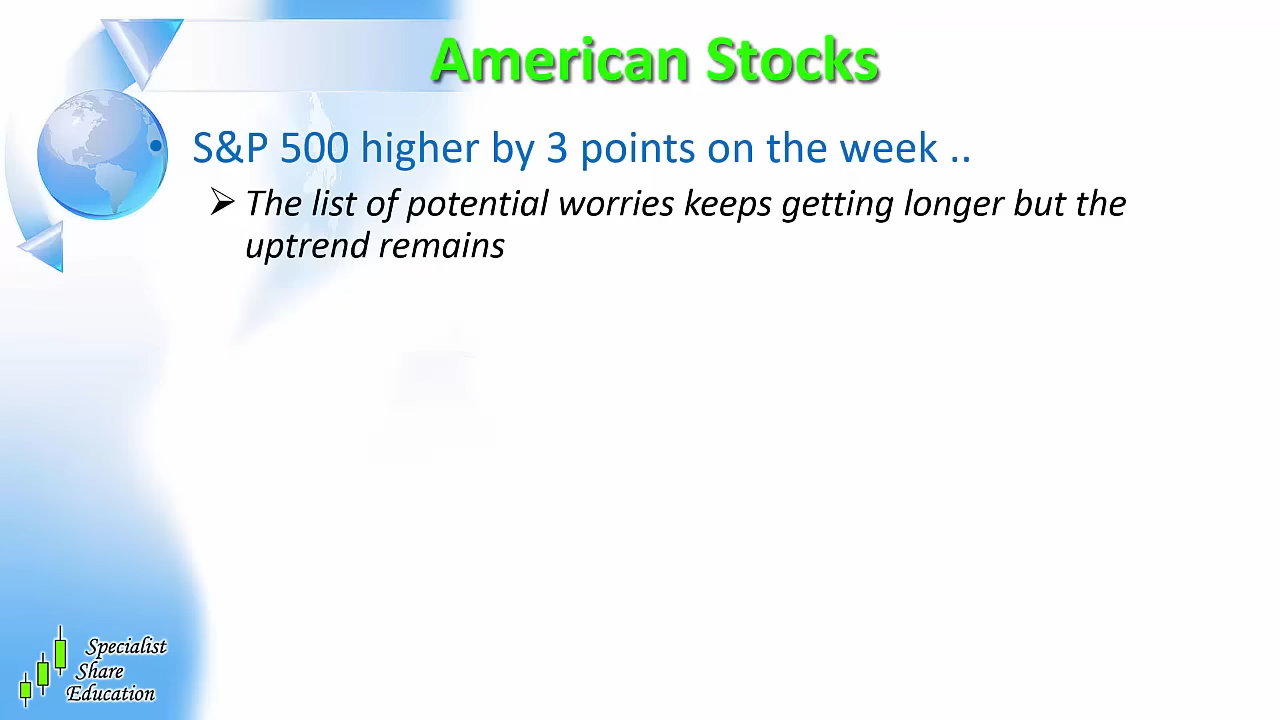 American Stocks
• S&P 500 higher by 3 points on the week ..
➢ The list of potential worries keeps getting longer but the
uptrend remains
Specialist
Share
Education